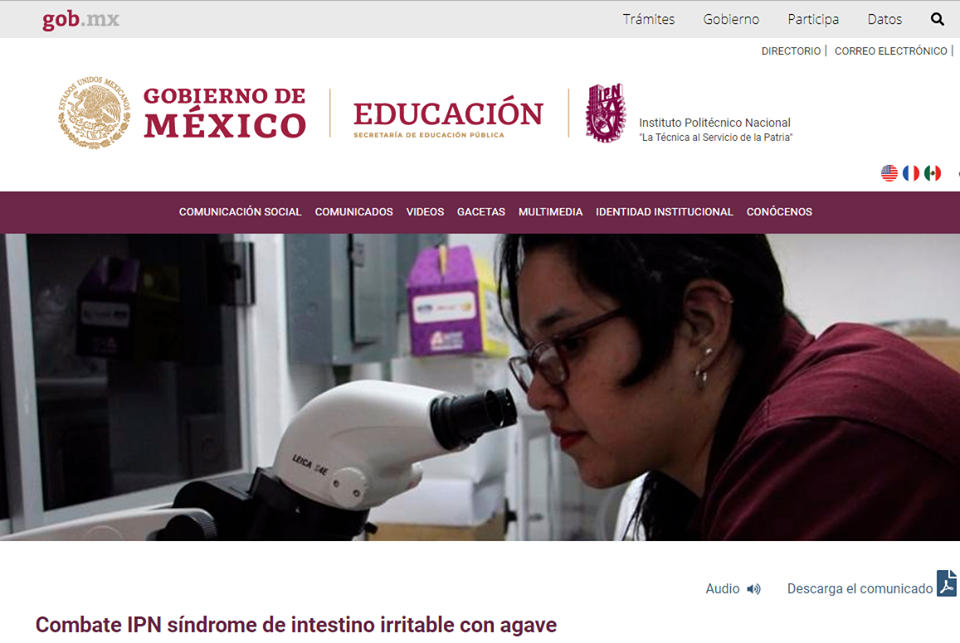 gob.mx
Trámites Gobierno Participa Datos
DIRECTORIO | CORREO ELECTRÓNICO |
ESTADOS UNIDOS MEXICANOS
GOBIERNO DE
MÉXICO
EDUCACIÓN
SECRETARÍA DE EDUCACIÓN PÚBLICA
IPN
Instituto Politécnico Nacional
"La Técnica al Servicio de la Patria"
COMUNICACIÓN SOCIAL COMUNICADOS VIDEOS GACETAS MULTIMEDIA IDENTIDAD INSTITUCIONAL CONÓCENOS
LEICA S4E
Audio
Descarga el comunicado
Combate IPN síndrome de intestino irritable con agave